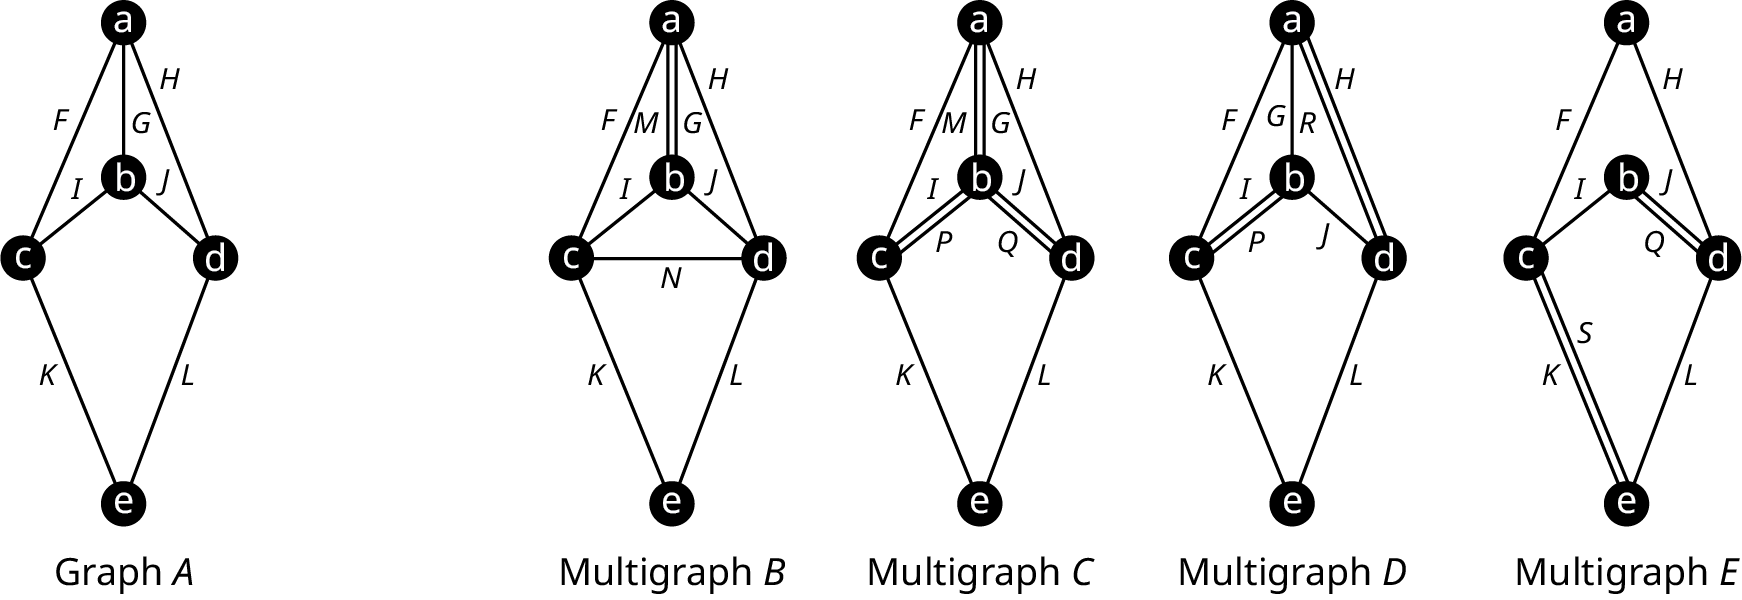 a a a a a
H H H H H
F G F M G F M G F G R F
b b b b b
I J I J I J I J I J
c d c d c d c d c d
N P Q P Q
S
K L K L K L K L K L
e e e e e
Graph A Multigraph B Multigraph C Multigraph D Multigraph E